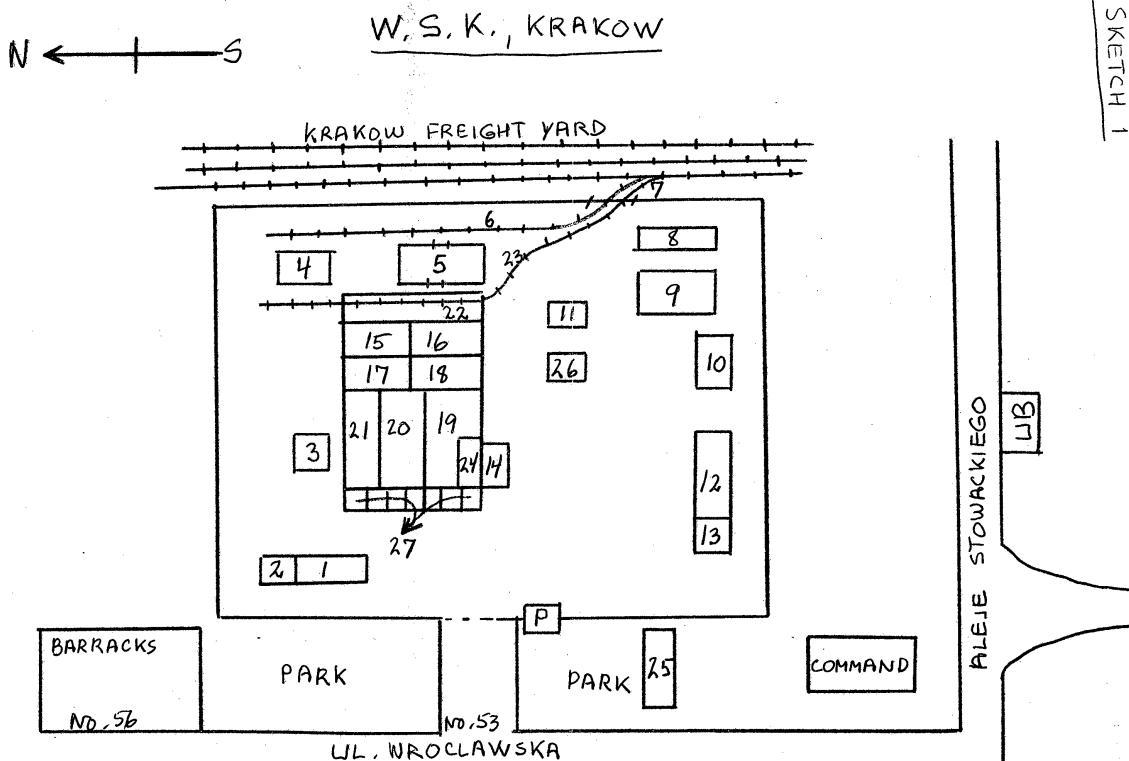 W.S.K., KRAKOW
SKETCH 1
N S
KRAKOW FREIGHT YARD
6
7
8
4
5
23
9
22
11
15
16
10
17
18
26
21
20
19
3
24
14
12
13
27
2
1
P
ALEJE STOWACKIEGO
WB
BARRACKS
NO. 56
PARK
PARK
25
COMMAND
NO. 53
UL. WROCLAWSKA